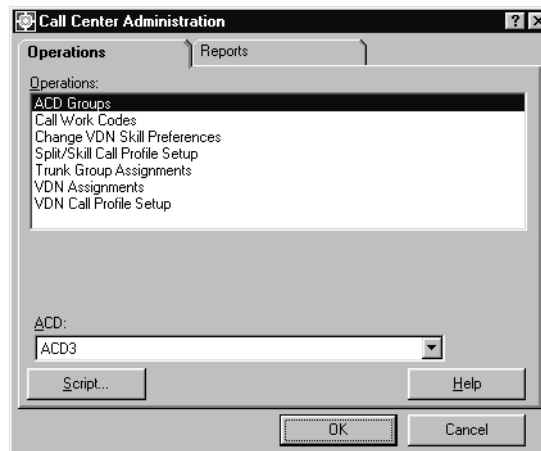 Call Center Administration
Operations
Reports
Operations:
ACD Groups
Call Work Codes
Change VDN Skill Preferences
Split/Skill Call Profile Setup
Trunk Group Assignments
VDN Assignments
VDN Call Profile Setup
ACD:
ACD3
Script...
Help
OK
Cancel